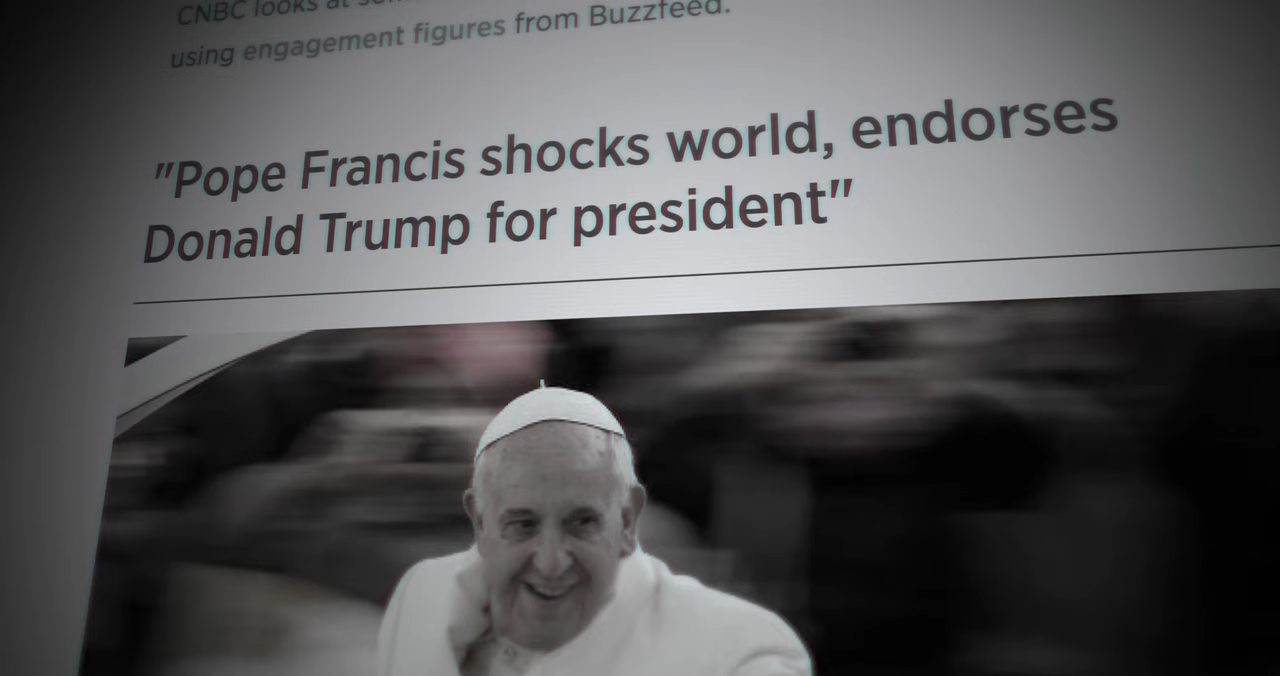 CNBC looks at
using engagement figures from Buzzfeed.
"Pope Francis shocks world, endorses
Donald Trump for president"